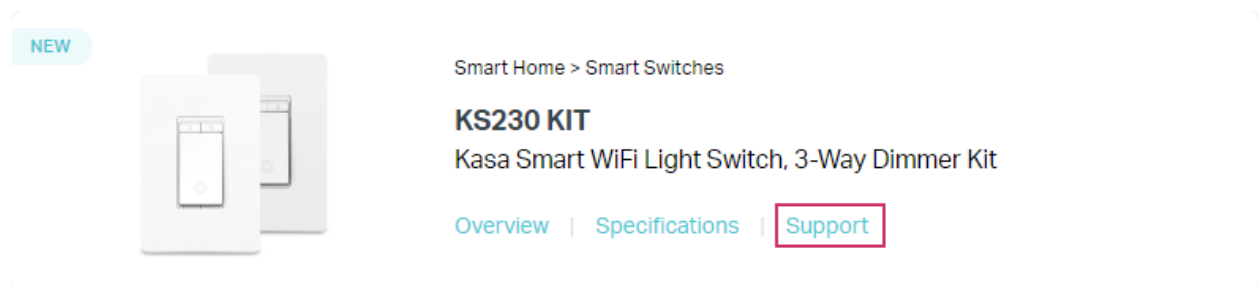 NEW
Smart Home > Smart Switches
KS230 KIT
Kasa Smart WiFi Light Switch, 3-Way Dimmer Kit
Overview | Specifications | Support